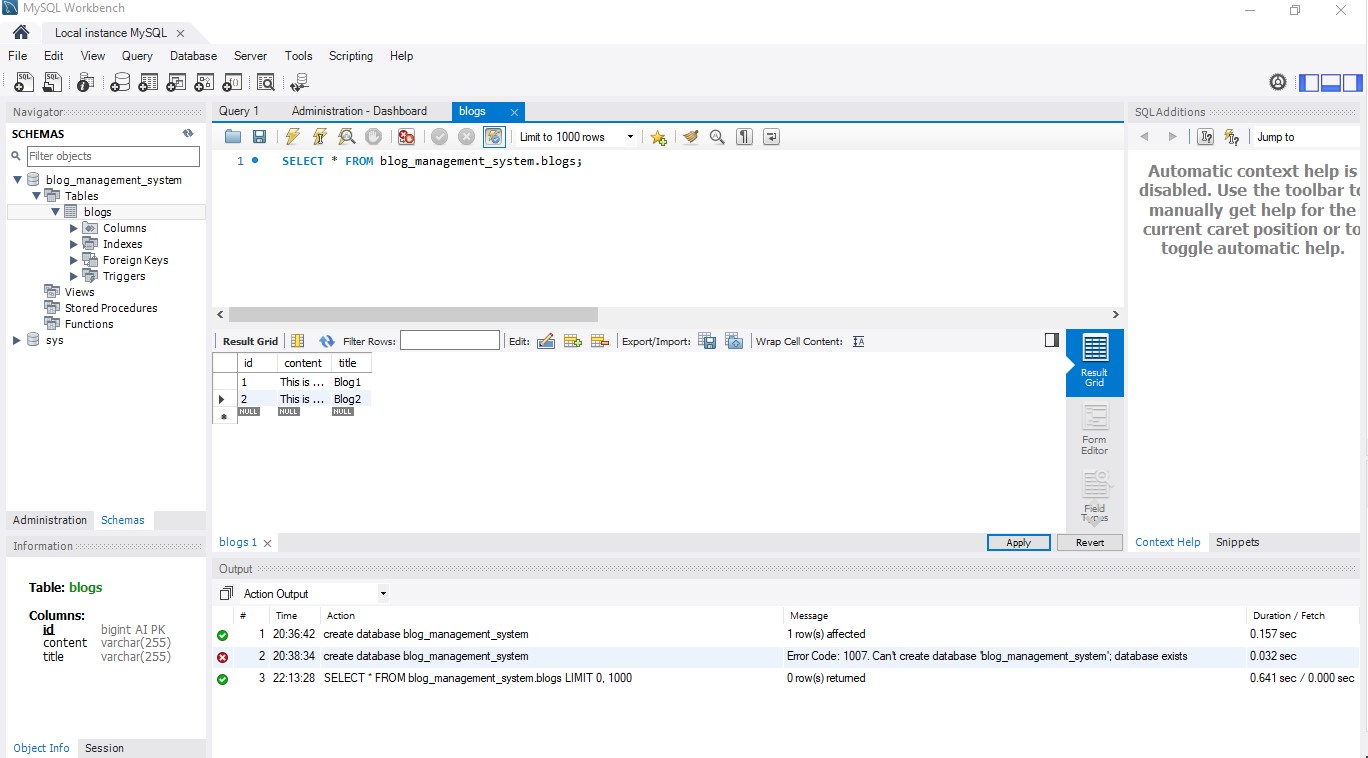 MySQL Workbench
Local instance MySQL
File Edit View Query Database Server Tools Scripting Help
Navigator
SCHEMAS
Filter objects
blog_management_system
Tables
blogs
Columns
Indexes
Foreign Keys
Triggers
Views
Stored Procedures
Functions
sys
Administration Schemas
Information
Table: blogs
Columns:
id bigint AI PK
content varchar(255)
title varchar(255)
Object Info Session
Query 1 Administration - Dashboard blogs
Limit to 1000 rows
1 SELECT * FROM blog_management_system.blogs;
Result Grid Filter Rows: Edit: Export/Import: Wrap Cell Content:
id content title
1 This is ... Blog1
2 This is ... Blog2
NULL NULL NULL
Result
Grid
Form
Editor
Field
Types
blogs 1 Apply Revert
SQLAdditions
Jump to
Automatic context help is
disabled. Use the toolbar to
manually get help for the
current caret position or to
toggle automatic help.
Context Help Snippets
Output
Action Output
# Time Action Message Duration / Fetch
1 20:36:42 create database blog_management_system 1 row(s) affected 0.157 sec
2 20:38:34 create database blog_management_system Error Code: 1007. Can't create database 'blog_management_system'; database exists 0.032 sec
3 22:13:28 SELECT * FROM blog_management_system.blogs LIMIT 0, 1000 0 row(s) returned 0.641 sec / 0.000 sec